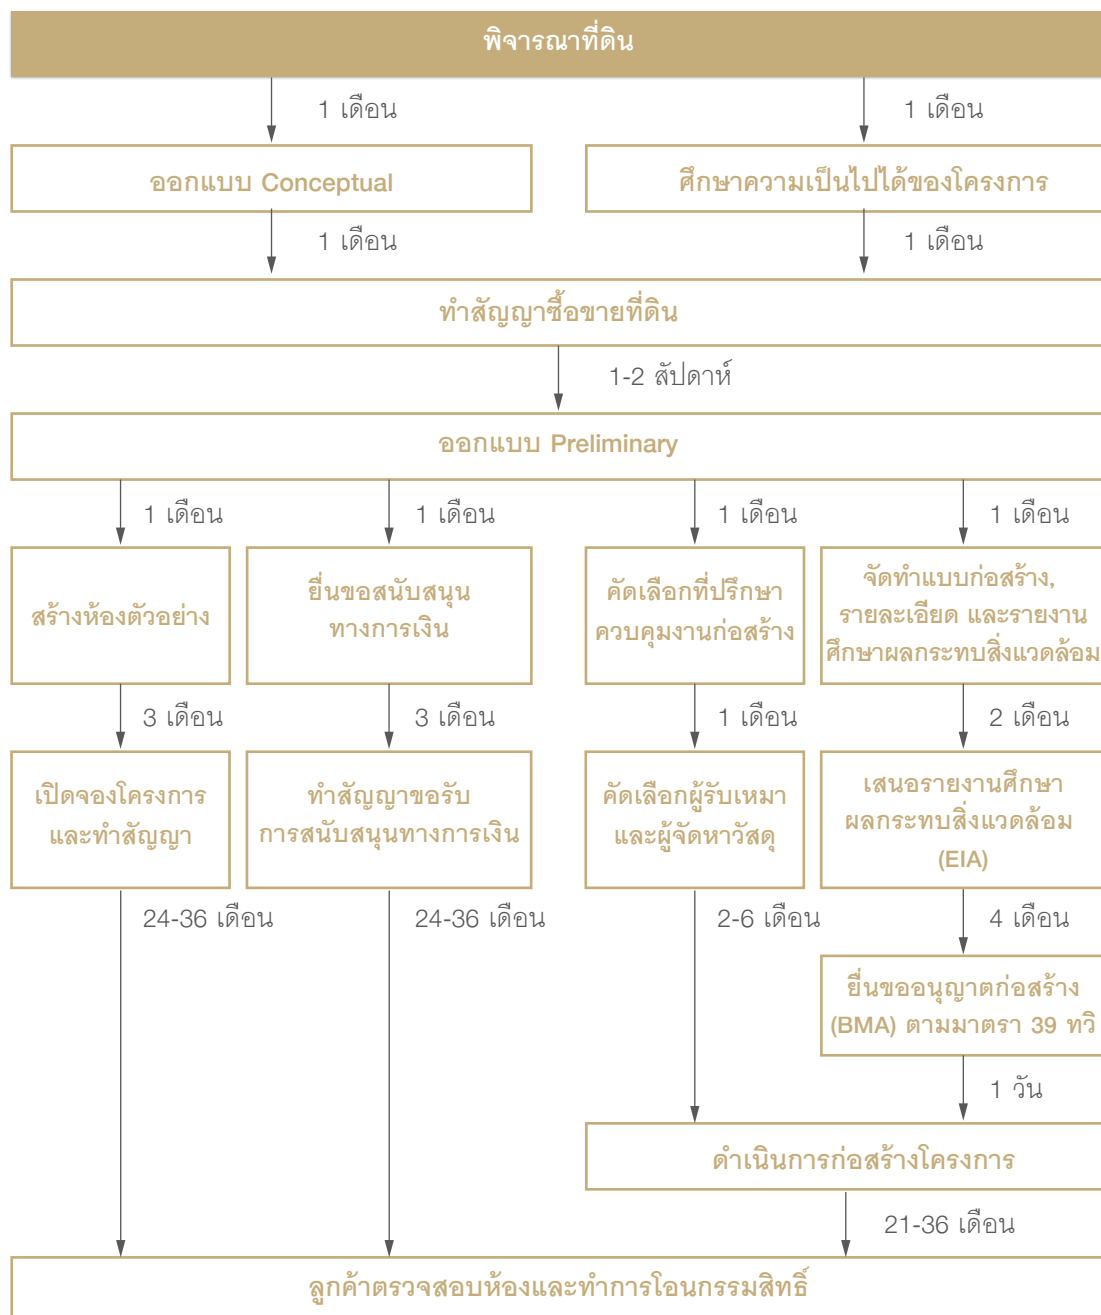 พิจารณาที่ดิน
1 เดือน
1 เดือน
ออกแบบ Conceptual
ศึกษาความเป็นไปได้ของโครงการ
1 เดือน
1 เดือน
ทำสัญญาซื้อขายที่ดิน
1-2 สัปดาห์
ออกแบบ Preliminary
1 เดือน
1 เดือน
1 เดือน
1 เดือน
สร้างห้องตัวอย่าง
ยื่นขอสนับสนุน
ทางการเงิน
คัดเลือกที่ปรึกษา
ควบคุมงานก่อสร้าง
จัดทำแบบก่อสร้าง,
รายละเอียด และรายงาน
ศึกษาผลกระทบสิ่งแวดล้อม
3 เดือน
3 เดือน
1 เดือน
2 เดือน
เปิดจองโครงการ
และทำสัญญา
ทำสัญญาขอรับ
การสนับสนุนทางการเงิน
คัดเลือกผู้รับเหมา
และผู้จัดหาวัสดุ
เสนอรายงานศึกษา
ผลกระทบสิ่งแวดล้อม
(EIA)
24-36 เดือน
24-36 เดือน
2-6 เดือน
4 เดือน
ยื่นขออนุญาตก่อสร้าง
(BMA) ตามมาตรา 39 ทวิ
1 วัน
ดำเนินการก่อสร้างโครงการ
21-36 เดือน
ลูกค้าตรวจสอบห้องและทำการโอนกรรมสิทธิ์